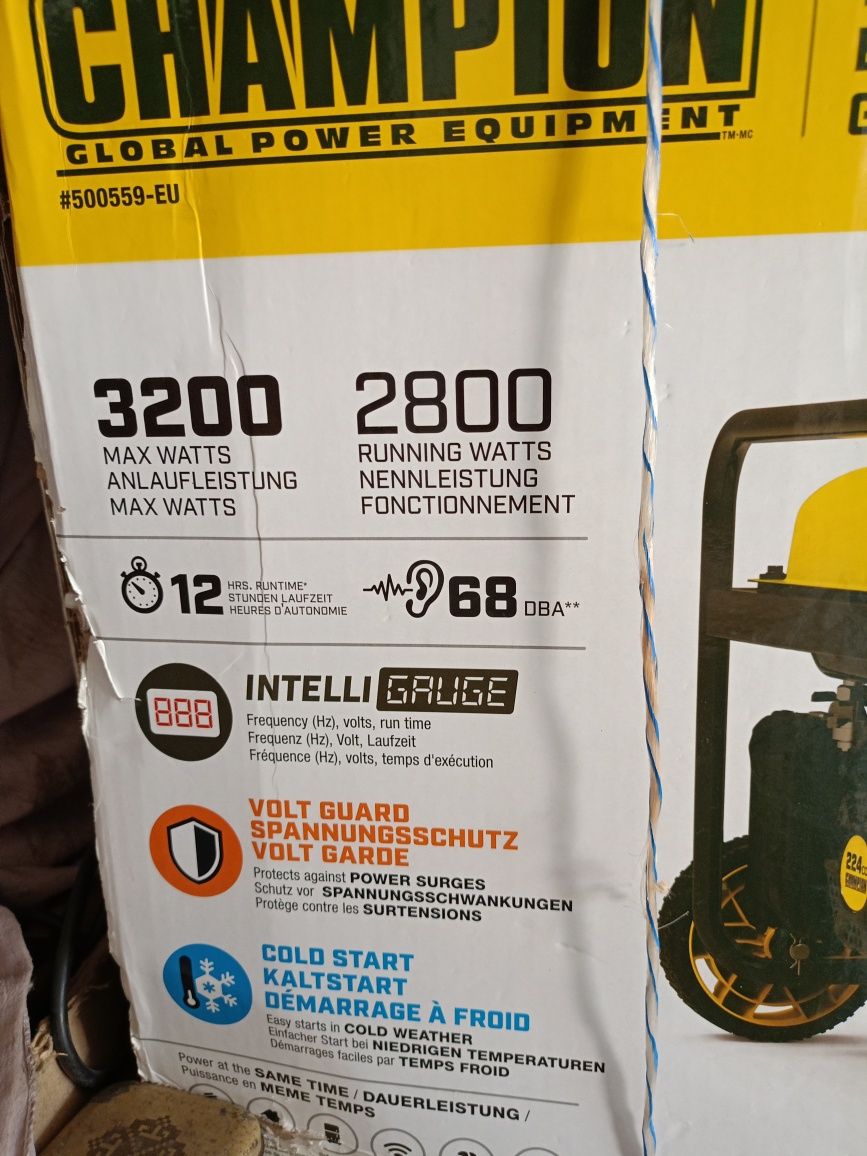 CHAMPION
GLOBAL POWER EQUIPMENT
TM-MC
#500559-EU
3200
MAX WATTS
ANLAUFLEISTUNG
MAX WATTS
2800
RUNNING WATTS
NENNLEISTUNG
FONCTIONNEMENT
12
HRS. RUNTIME*
STUNDEN LAUFZEIT
HEURES D'AUTONOMIE
68 DBA**
888
INTELLI GAUGE
Frequency (Hz), volts, run time
Frequenz (Hz), Volt, Laufzeit
Fréquence (Hz), volts, temps d'exécution
VOLT GUARD
SPANNUNGSSCHUTZ
VOLT GARDE
Protects against POWER SURGES
Schutz vor SPANNUNGSSCHWANKUNGEN
Protège contre les SURTENSIONS
COLD START
KALTSTART
DÉMARRAGE À FROID
Easy starts in COLD WEATHER
Einfacher Start bei NIEDRIGEN TEMPERATUREN
Démarrages faciles par TEMPS FROID
Power at the SAME TIME / DAUERLEISTUNG /
Puissance en MEME TEMPS
224cc
CHAMPION